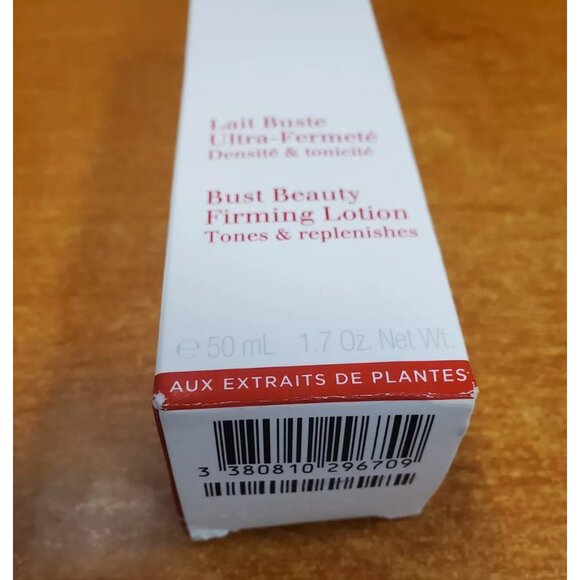 Lait Buste
Ultra-Fermeté
Densité & tonicité
Bust Beauty
Firming Lotion
Tones & replenishes
℮ 50 mL 1.7 Oz. Net Wt.
AUX EXTRAITS DE PLANTES
3 380810 296709